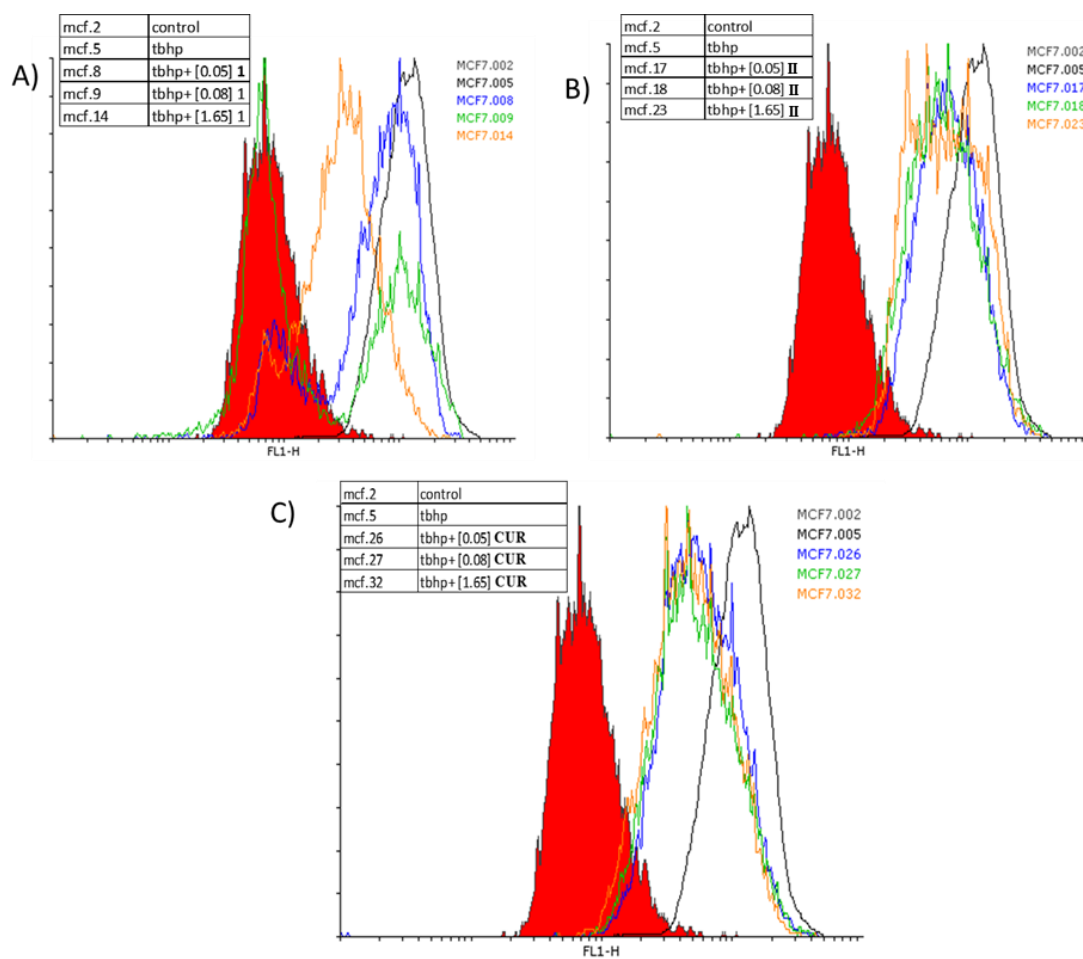 A)
mcf.2 control
mcf.5 tbhp
mcf.8 tbhp+ [0.05] 1
mcf.9 tbhp+ [0.08] 1
mcf.14 tbhp+ [1.65] 1
MCF7.002
MCF7.005
MCF7.008
MCF7.009
MCF7.014
FL1-H
B)
mcf.2 control
mcf.5 tbhp
mcf.17 tbhp+ [0.05] II
mcf.18 tbhp+ [0.08] II
mcf.23 tbhp+ [1.65] II
MCF7.002
MCF7.005
MCF7.017
MCF7.018
MCF7.023
FL1-H
C)
mcf.2 control
mcf.5 tbhp
mcf.26 tbhp+ [0.05] CUR
mcf.27 tbhp+ [0.08] CUR
mcf.32 tbhp+ [1.65] CUR
MCF7.002
MCF7.005
MCF7.026
MCF7.027
MCF7.032
FL1-H